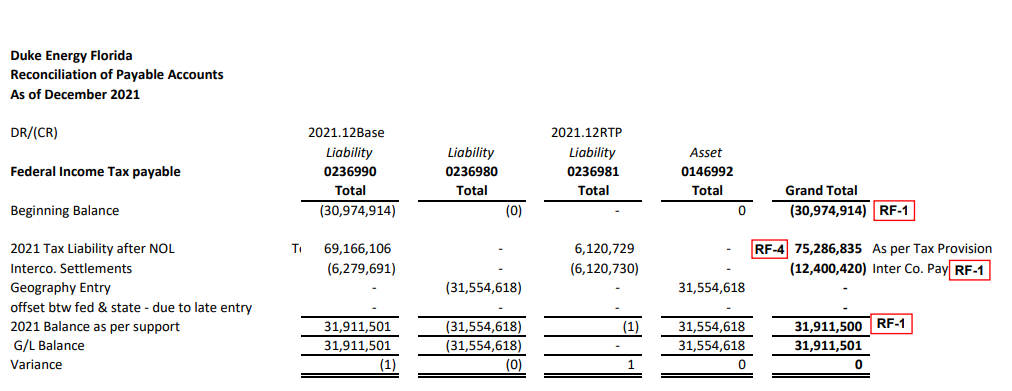 Duke Energy Florida
Reconciliation of Payable Accounts
As of December 2021
DR/(CR) 2021.12Base 2021.12RTP
Liability Liability Liability Asset
Federal Income Tax payable 0236990 0236980 0236981 0146992
Total Total Total Total Grand Total
Beginning Balance (30,974,914) (0) - 0 (30,974,914) RF-1
2021 Tax Liability after NOL 69,166,106 - 6,120,729 - RF-4 75,286,835 As per Tax Provision
Interco. Settlements (6,279,691) - (6,120,730) - (12,400,420) Inter Co. Pay RF-1
Geography Entry - (31,554,618) - 31,554,618 -
offset btw fed & state - due to late entry - - - - -
2021 Balance as per support 31,911,501 (31,554,618) (1) 31,554,618 31,911,500 RF-1
G/L Balance 31,911,501 (31,554,618) - 31,554,618 31,911,501
Variance (1) (0) 1 0 0